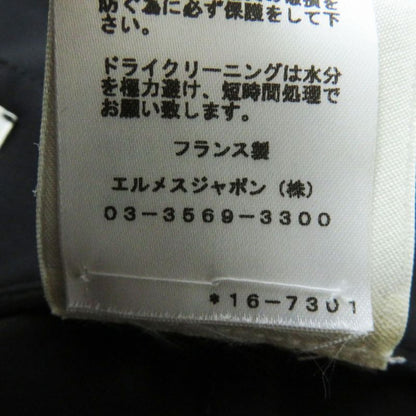 防ぐ為に必ず保護をして下
さい。
ドライクリーニングは水分
を極力避け、短時間処理で
お願い致します。
フランス製
エルメスジャポン（株）
03-3569-3300
*16-7301